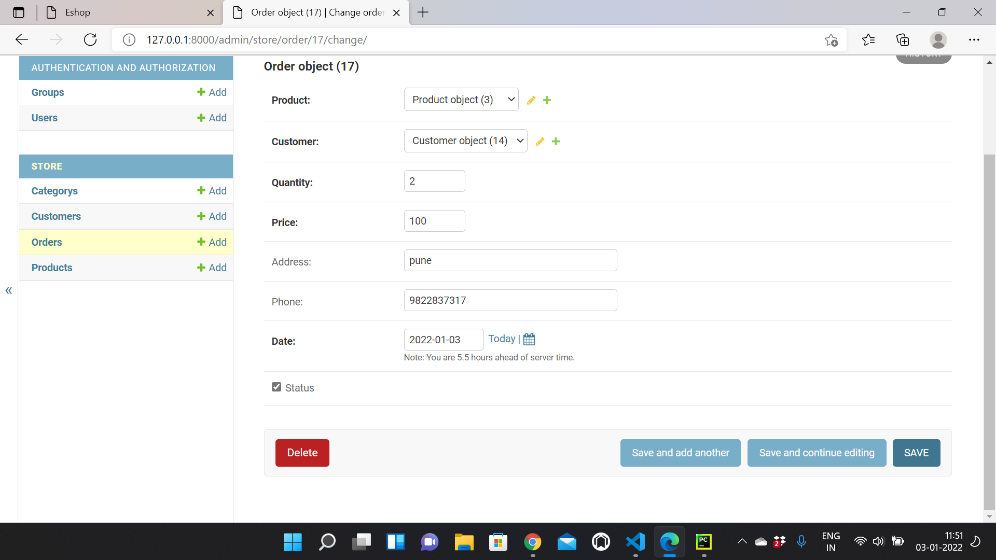 Eshop
Order object (17) | Change order
127.0.0.1:8000/admin/store/order/17/change/
AUTHENTICATION AND AUTHORIZATION
Groups + Add
Users + Add
STORE
Categorys + Add
Customers + Add
Orders + Add
Products + Add
«
Order object (17)
Product: Product object (3)
Customer: Customer object (14)
Quantity: 2
Price: 100
Address: pune
Phone: 9822837317
Date: 2022-01-03 Today |
Note: You are 5.5 hours ahead of server time.
Status
Delete Save and add another Save and continue editing SAVE
PC
ENG
IN
11:51
03-01-2022